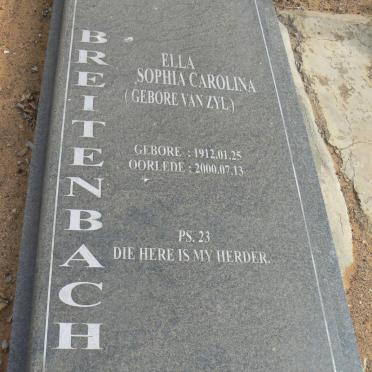 BREITENBACH
ELLA
SOPHIA CAROLINA
(GEBORE VAN ZYL)
GEBORE : 1912.01.25
OORLEDE : 2000.07.13
PS. 23
DIE HERE IS MY HERDER.